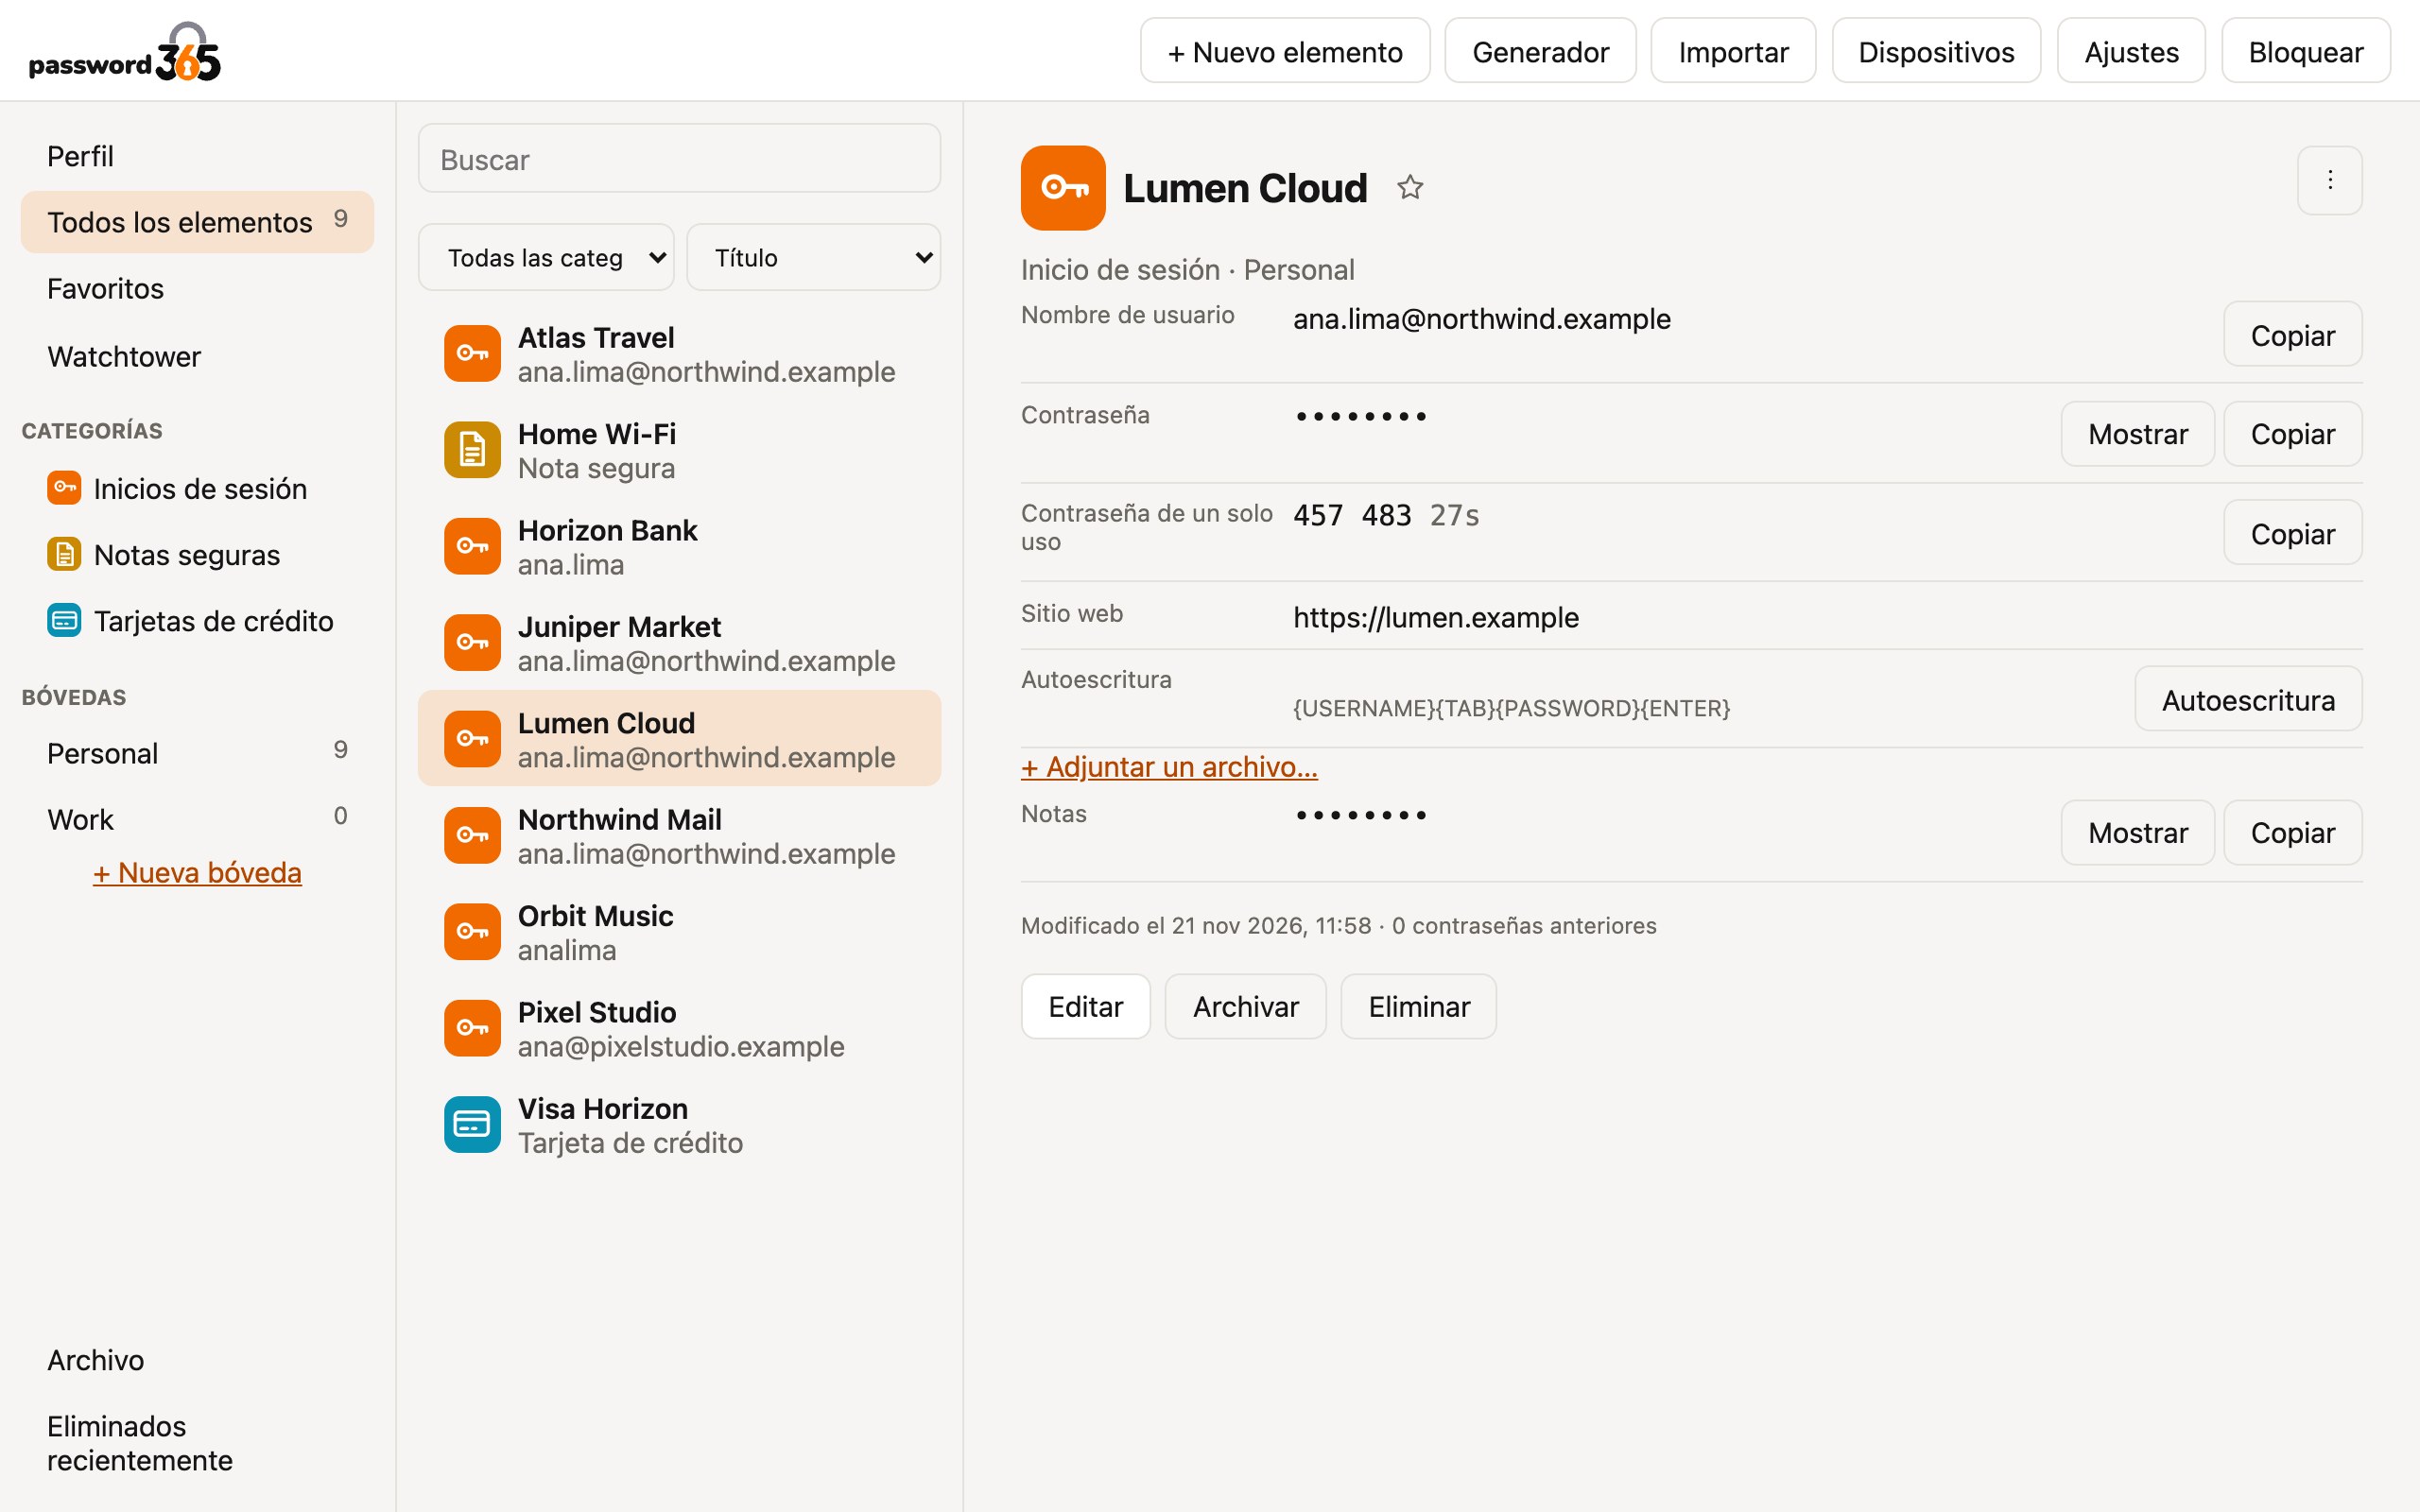 password 365
+ Nuevo elemento
Generador
Importar
Dispositivos
Ajustes
Bloquear
Perfil
Todos los elementos 9
Favoritos
Watchtower
CATEGORÍAS
Inicios de sesión
Notas seguras
Tarjetas de crédito
BÓVEDAS
Personal 9
Work 0
+ Nueva bóveda
Archivo
Eliminados
recientemente
Buscar
Todas las categ
Título
Atlas Travel
ana.lima@northwind.example
Home Wi-Fi
Nota segura
Horizon Bank
ana.lima
Juniper Market
ana.lima@northwind.example
Lumen Cloud
ana.lima@northwind.example
Northwind Mail
ana.lima@northwind.example
Orbit Music
analima
Pixel Studio
ana@pixelstudio.example
Visa Horizon
Tarjeta de crédito
Lumen Cloud
Inicio de sesión · Personal
Nombre de usuario ana.lima@northwind.example Copiar
Contraseña •••••••• Mostrar Copiar
Contraseña de un solo
uso
457 483 27s Copiar
Sitio web https://lumen.example
Autoescritura {USERNAME}{TAB}{PASSWORD}{ENTER} Autoescritura
+ Adjuntar un archivo...
Notas •••••••• Mostrar Copiar
Modificado el 21 nov 2026, 11:58 · 0 contraseñas anteriores
Editar
Archivar
Eliminar